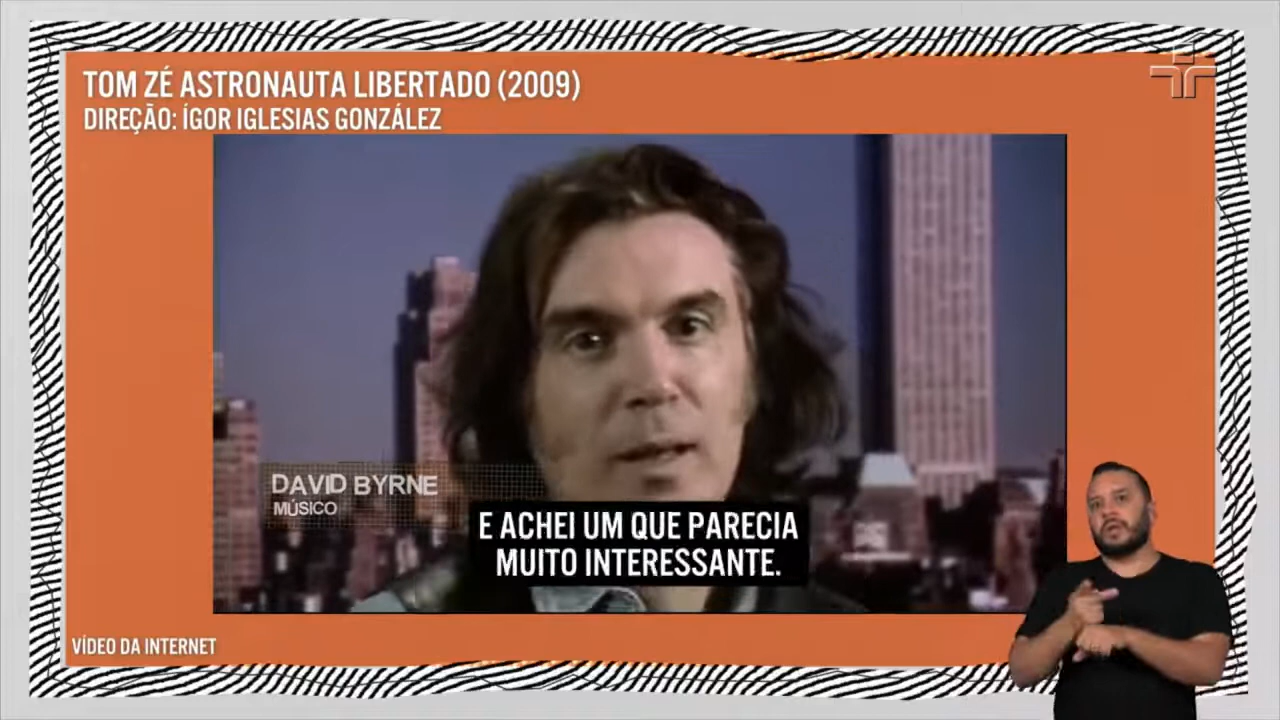 TOM ZÉ ASTRONAUTA LIBERTADO (2009)
DIREÇÃO: ÍGOR IGLESIAS GONZÁLEZ
DAVID BYRNE
MÚSICO
E ACHEI UM QUE PARECIA
MUITO INTERESSANTE.
VÍDEO DA INTERNET